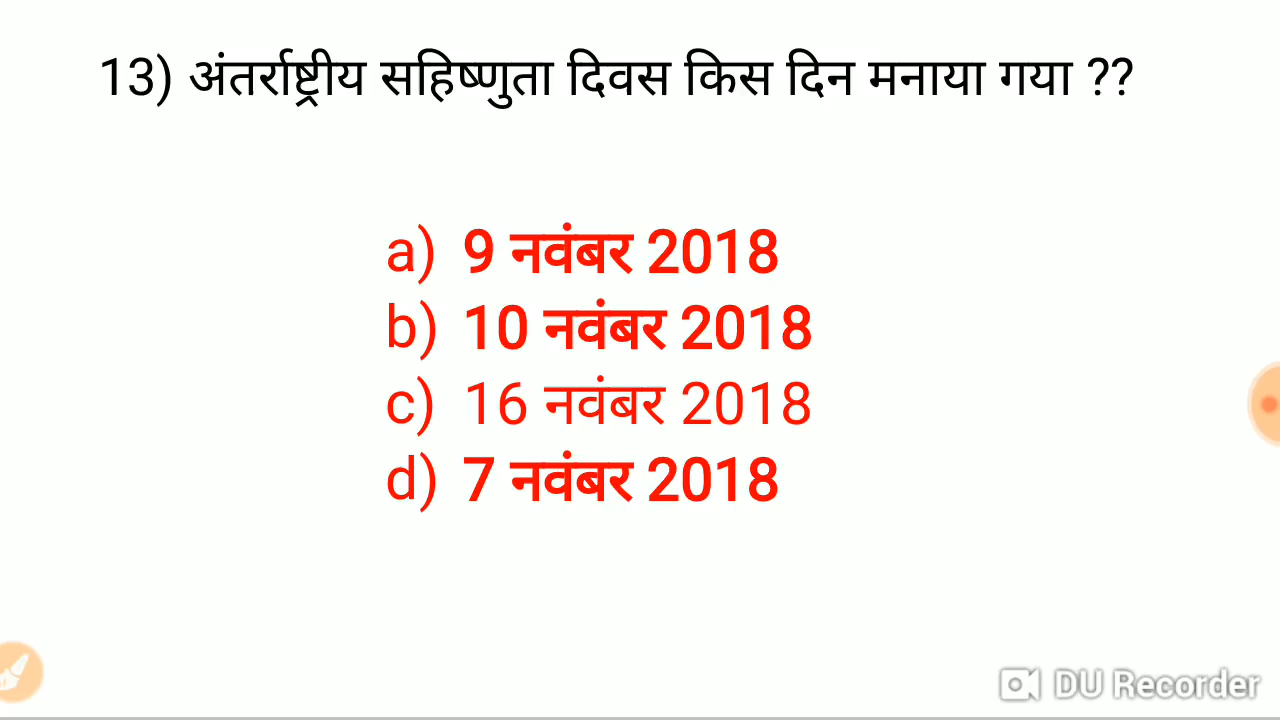 13) अंतर्राष्ट्रीय सहिष्णुता दिवस किस दिन मनाया गया ??
a) 9 नवंबर 2018
b) 10 नवंबर 2018
c) 16 नवंबर 2018
d) 7 नवंबर 2018
DU Recorder